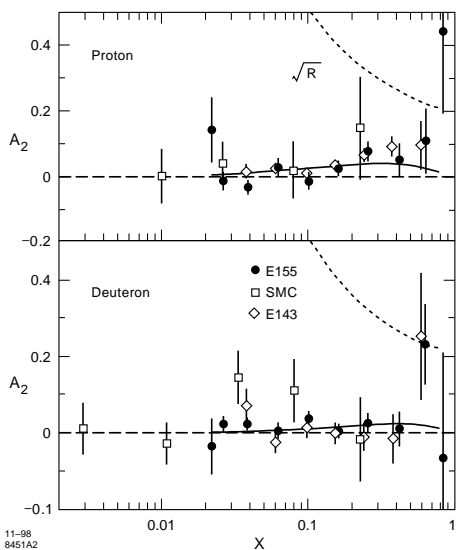 0.4
Proton
√R
0.2
A2
0
–0.2
E155
SMC
E143
Deuteron
0.4
0.2
A2
0
–0.1
0.01
0.1
1
11–98
8451A2
X